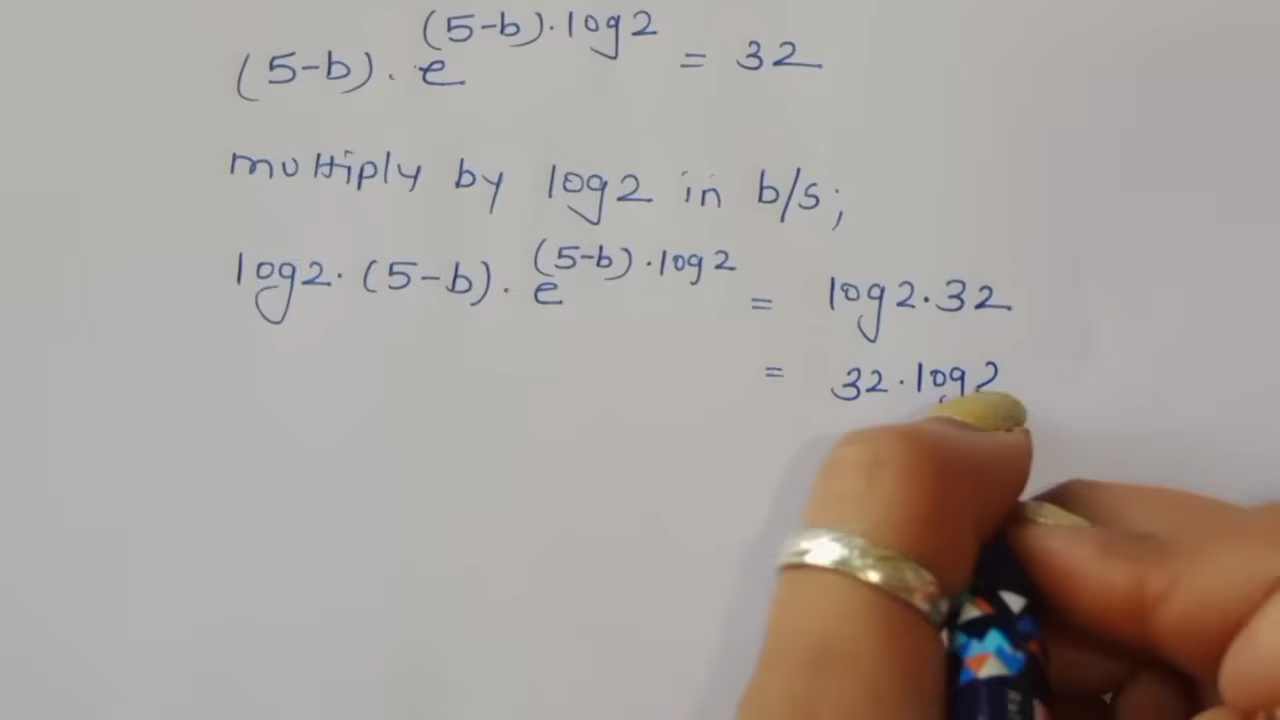 (5-b). e^(5-b).log2 = 32
multiply by log2 in b/s;
log2. (5-b). e^(5-b).log2 = log2.32
= 32.log2